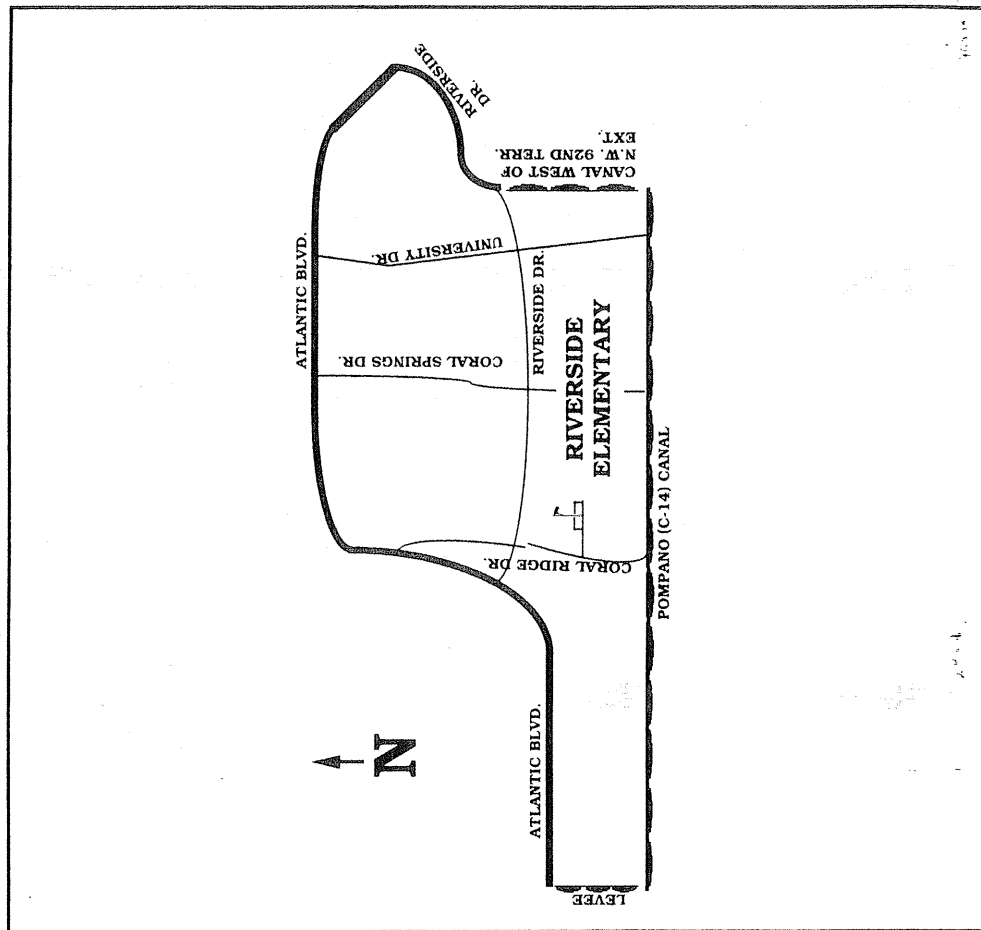 RIVERSIDE
DR.
CANAL WEST OF
N.W. 92ND TERR.
EXT.
ATLANTIC BLVD.
UNIVERSITY DR.
RIVERSIDE DR.
CORAL SPRINGS DR.
RIVERSIDE
ELEMENTARY
CORAL RIDGE DR.
POMPANO (C-14) CANAL
N
ATLANTIC BLVD.
LEVEE